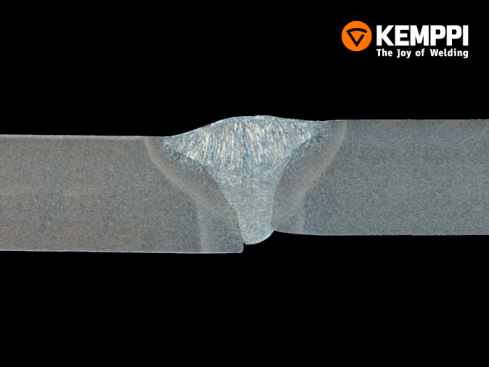 KEMPPI
The Joy of Welding